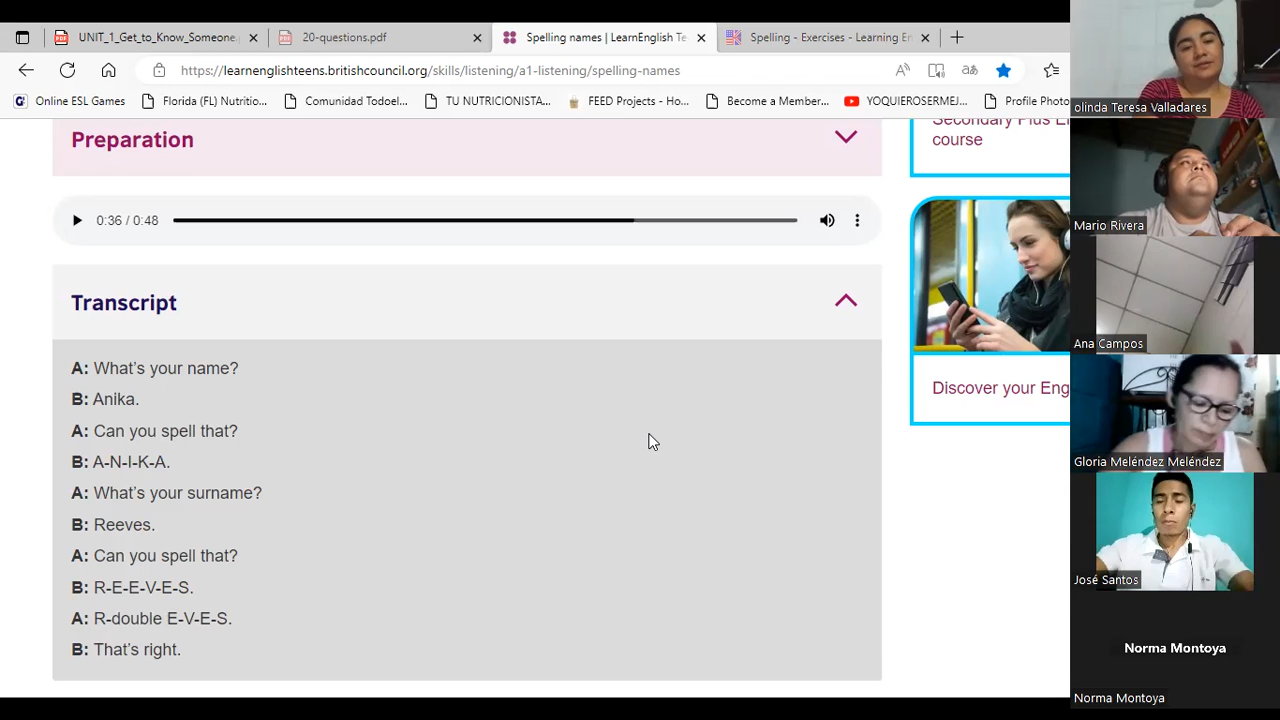 UNIT_1_Get_to_Know_Someone.
20-questions.pdf
Spelling names | LearnEnglish Te
Spelling - Exercises - Learning En
https://learnenglishteens.britishcouncil.org/skills/listening/a1-listening/spelling-names
Online ESL Games
Florida (FL) Nutritio...
Comunidad Todoel...
TU NUTRICIONISTA...
FEED Projects - Ho...
Become a Member...
YOQUIEROSERMEJ...
Profile Photo
Preparation
Secondary Plus En
course
0:36 / 0:48
Transcript
A: What's your name?
B: Anika.
A: Can you spell that?
B: A-N-I-K-A.
A: What's your surname?
B: Reeves.
A: Can you spell that?
B: R-E-E-V-E-S.
A: R-double E-V-E-S.
B: That's right.
Discover your Eng
olinda Teresa Valladares
Mario Rivera
Ana Campos
Gloria Meléndez Meléndez
José Santos
Norma Montoya
Norma Montoya